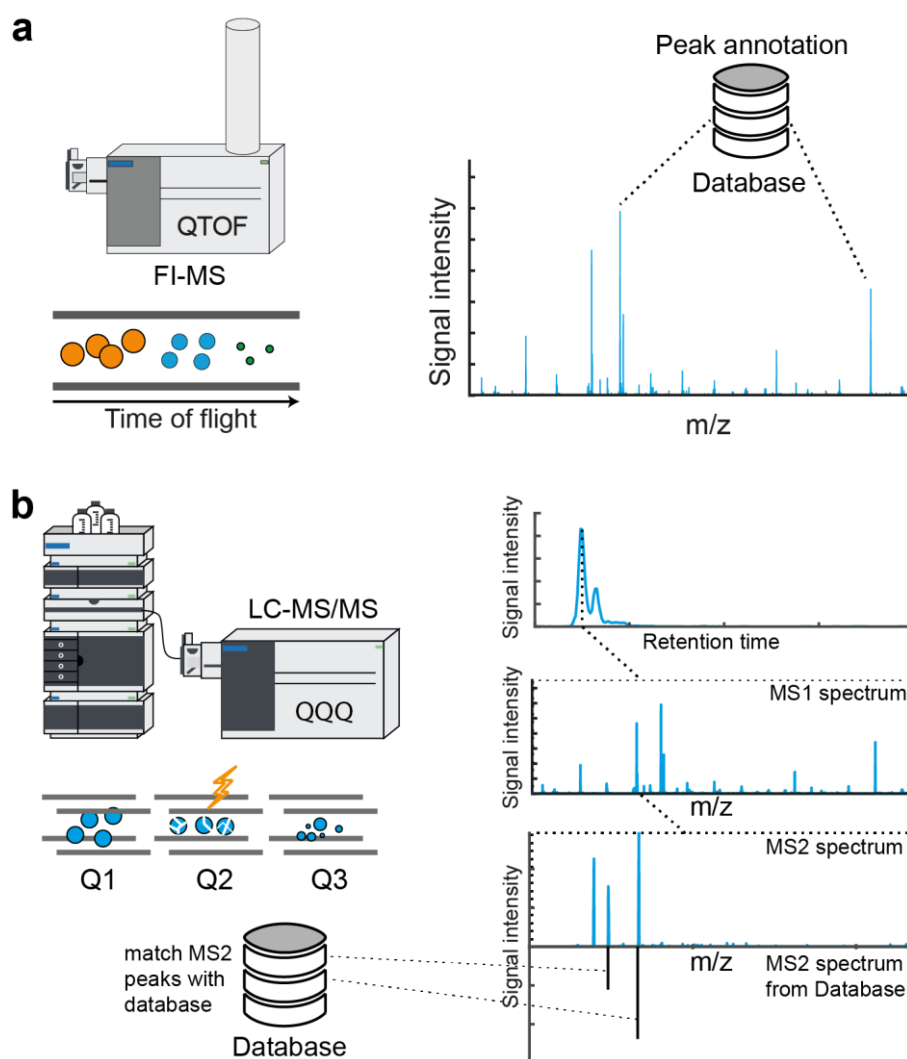 a
QTOF
FI-MS
Time of flight
Peak annotation
Database
Signal intensity
m/z
b
LC-MS/MS
QQQ
Q1
Q2
Q3
match MS2
peaks with
database
Database
Signal intensity
Retention time
Signal intensity
MS1 spectrum
m/z
Signal intensity
MS2 spectrum
m/z
MS2 spectrum
from Database